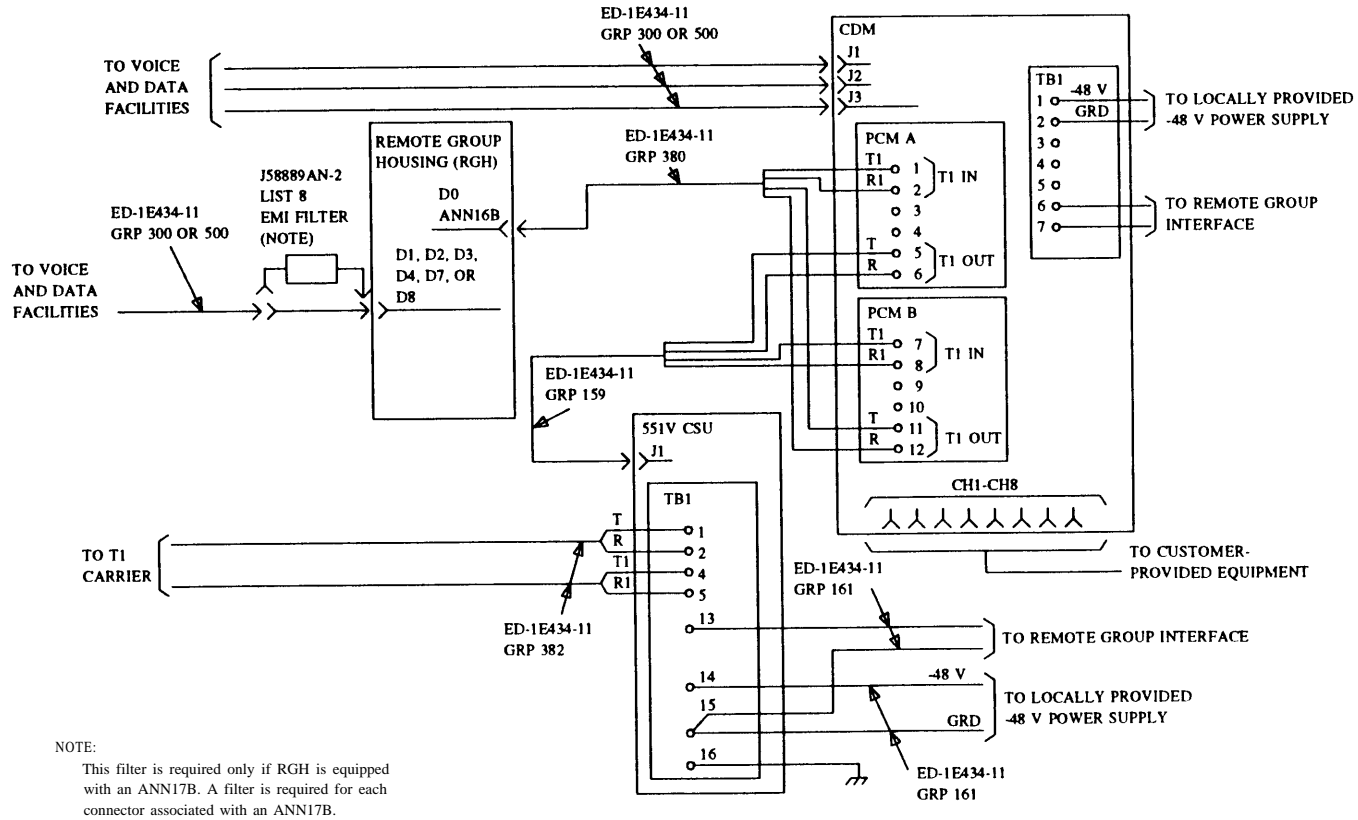 ED-1E434-11
GRP 300 OR 500
CDM
J1
J2
J3
TO VOICE
AND DATA
FACILITIES
TB1
1
-48 V
2
GRD
3
4
5
6
7
TO LOCALLY PROVIDED
-48 V POWER SUPPLY
TO REMOTE GROUP
INTERFACE
REMOTE GROUP
HOUSING (RGH)
D0
ANN16B
D1, D2, D3,
D4, D7, OR
D8
ED-1E434-11
GRP 380
PCM A
T1
1
R1
2
T1 IN
3
4
T
5
R
6
T1 OUT
J58889AN-2
LIST 8
EMI FILTER
(NOTE)
ED-1E434-11
GRP 300 OR 500
TO VOICE
AND DATA
FACILITIES
PCM B
T1
7
R1
8
T1 IN
9
10
T
11
R
12
T1 OUT
ED-1E434-11
GRP 159
551V CSU
J1
TB1
CH1-CH8
TO CUSTOMER-
PROVIDED EQUIPMENT
TO T1
CARRIER
T
1
R
2
T1
4
R1
5
13
14
15
16
ED-1E434-11
GRP 382
ED-1E434-11
GRP 161
TO REMOTE GROUP INTERFACE
-48 V
GRD
TO LOCALLY PROVIDED
-48 V POWER SUPPLY
ED-1E434-11
GRP 161
NOTE:
This filter is required only if RGH is equipped
with an ANN17B. A filter is required for each
connector associated with an ANN17B.